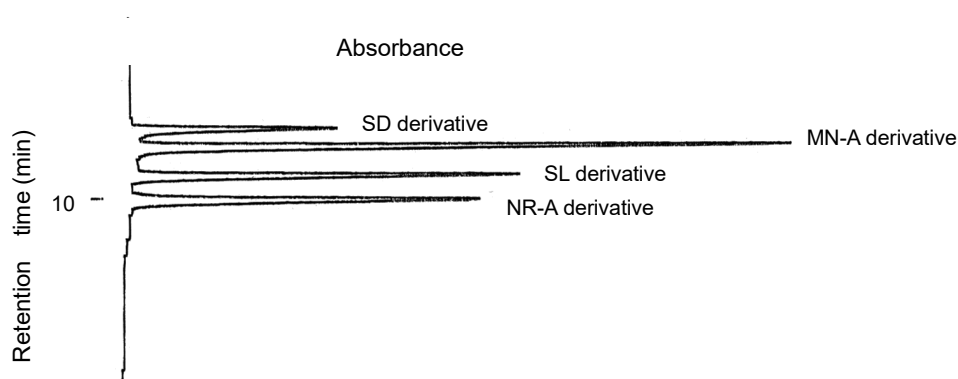 Absorbance
SD derivative
MN-A derivative
SL derivative
NR-A derivative
10
Retention time (min)